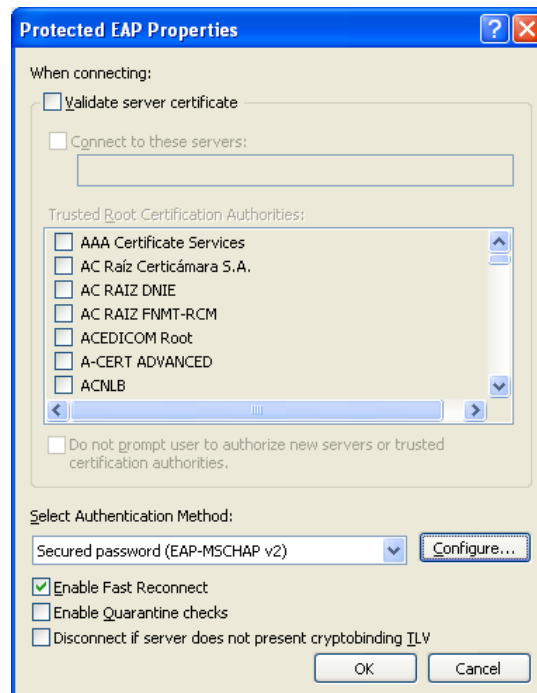 Protected EAP Properties
When connecting:
Validate server certificate
Connect to these servers:
Trusted Root Certification Authorities:
AAA Certificate Services
AC Raíz Certicámara S.A.
AC RAIZ DNIE
AC RAIZ FNMT-RCM
ACEDICOM Root
A-CERT ADVANCED
ACNLB
Do not prompt user to authorize new servers or trusted
certification authorities.
Select Authentication Method:
Secured password (EAP-MSCHAP v2)
Configure...
Enable Fast Reconnect
Enable Quarantine checks
Disconnect if server does not present cryptobinding TLV
OK
Cancel